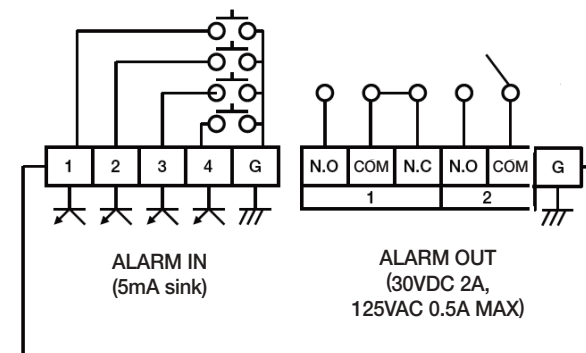 1 2 3 4 G
N.O COM N.C N.O COM G
1 2
ALARM IN
(5mA sink)
ALARM OUT
(30VDC 2A,
125VAC 0.5A MAX)